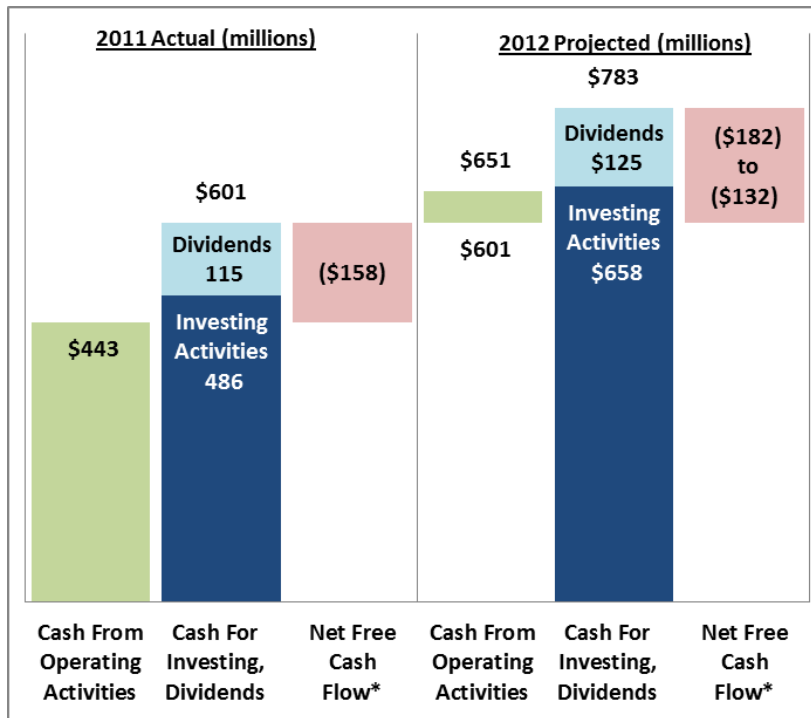 2011 Actual (millions)
$601
Dividends
115
($158)
$443
Investing
Activities
486
Cash From
Operating
Activities
Cash For
Investing,
Dividends
Net Free
Cash
Flow*
2012 Projected (millions)
$783
Dividends
$125
($182)
to
($132)
$651
$601
Investing
Activities
$658
Cash From
Operating
Activities
Cash For
Investing,
Dividends
Net Free
Cash
Flow*